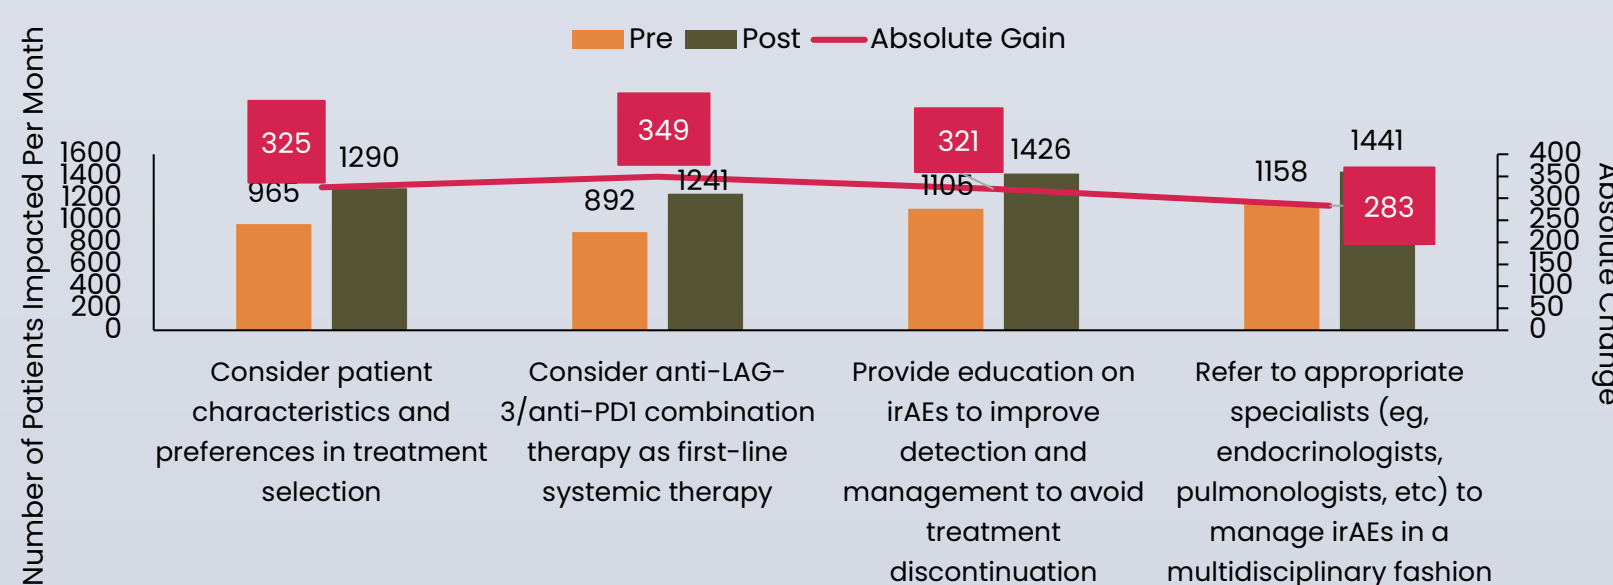 Pre Post Absolute Gain
Number of Patients Impacted Per Month
1600
1400
1200
1000
800
600
400
200
0
325
965
1290
349
892
1241
321
1105
1426
1158
1441
283
400
350
300
250
200
150
100
50
0
Absolute Change
Consider patient
characteristics and
preferences in treatment
selection
Consider anti-LAG-
3/anti-PD1 combination
therapy as first-line
systemic therapy
Provide education on
irAEs to improve
detection and
management to avoid
treatment
discontinuation
Refer to appropriate
specialists (eg,
endocrinologists,
pulmonologists, etc) to
manage irAEs in a
multidisciplinary fashion